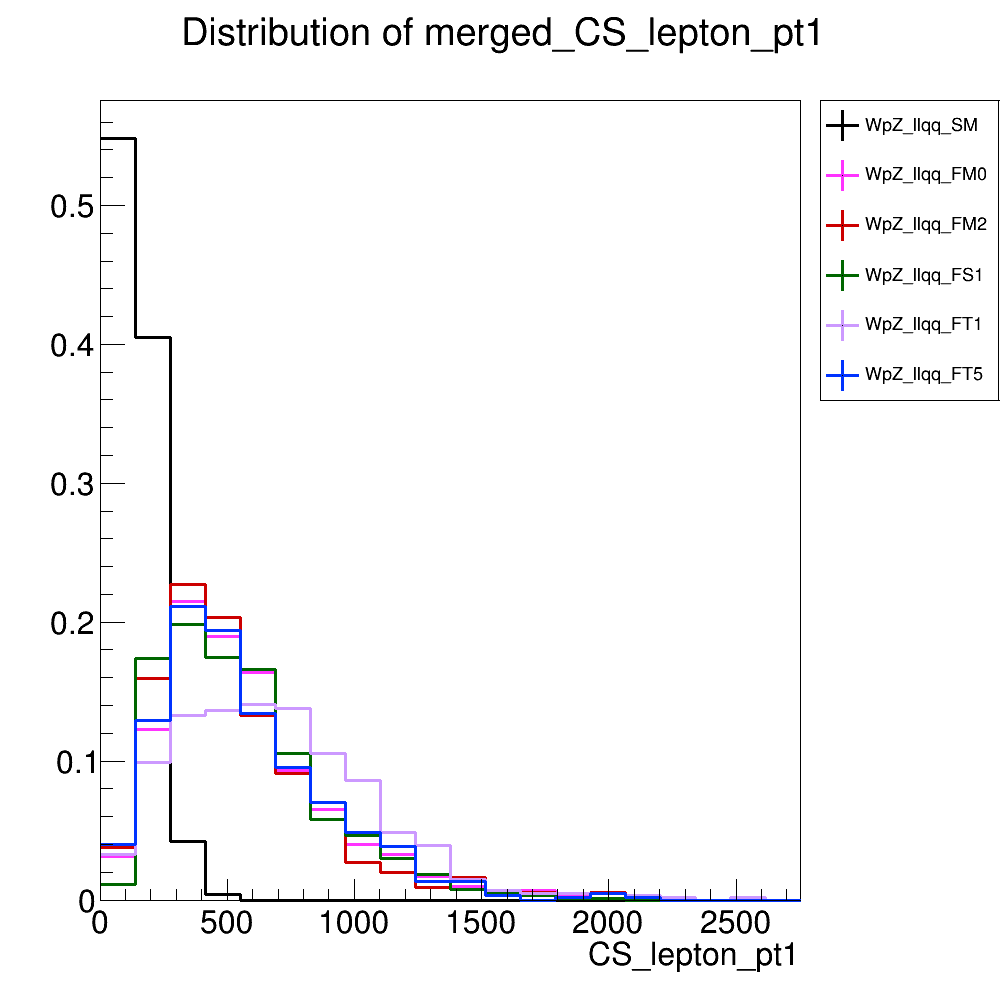 Distribution of merged_CS_lepton_pt1
WpZ_llqq_SM
WpZ_llqq_FM0
WpZ_llqq_FM2
WpZ_llqq_FS1
WpZ_llqq_FT1
WpZ_llqq_FT5
0.5
0.4
0.3
0.2
0.1
0
0 500 1000 1500 2000 2500
CS_lepton_pt1